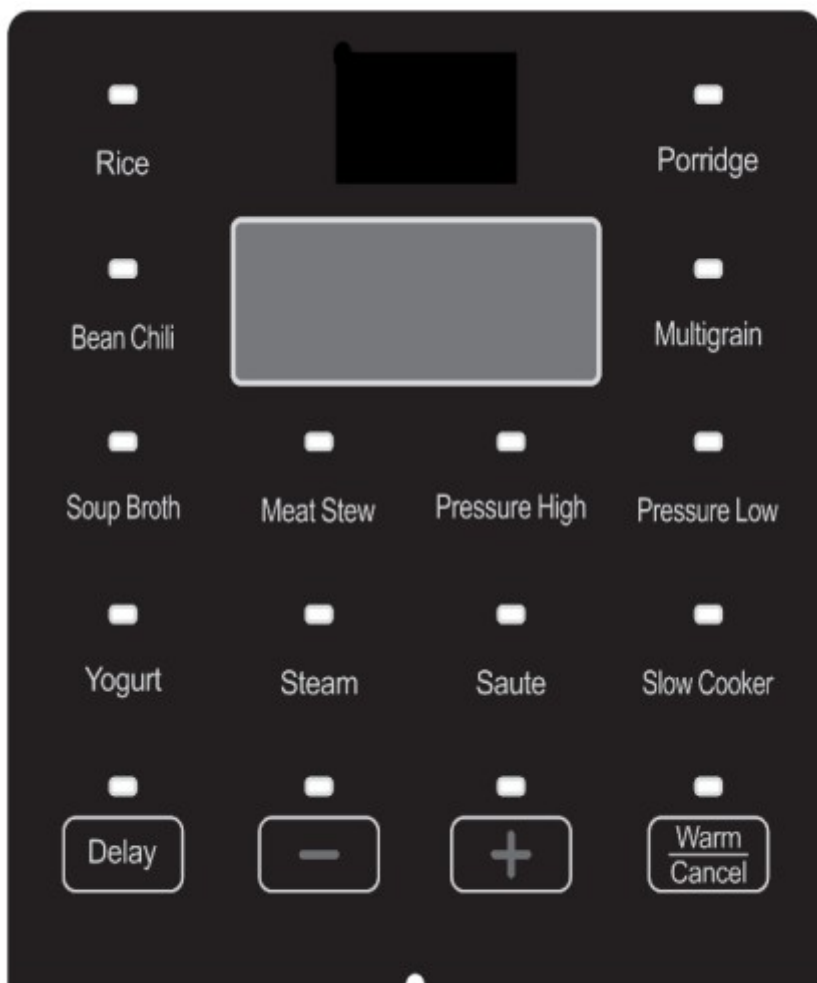 Rice
Porridge
Bean Chili
Multigrain
Soup Broth
Meat Stew
Pressure High
Pressure Low
Yogurt
Steam
Saute
Slow Cooker
Delay
−
+
Warm
Cancel